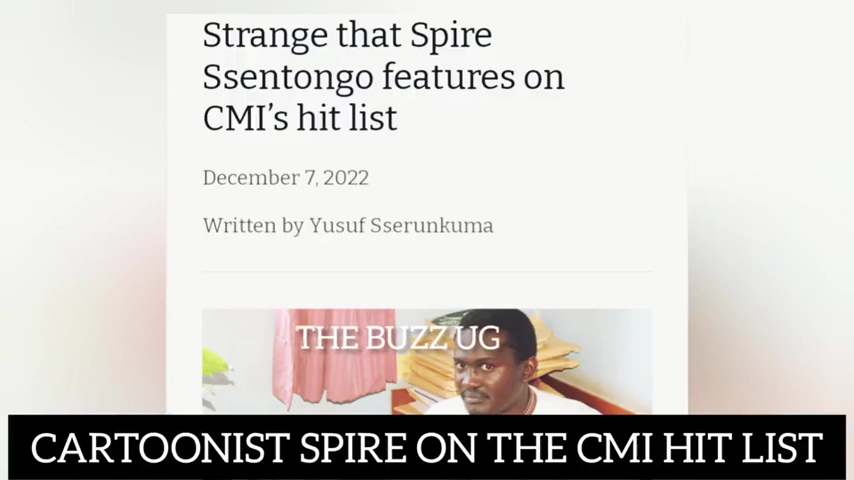 Strange that Spire
Ssentongo features on
CMI's hit list
December 7, 2022
Written by Yusuf Sserunkuma
THE BUZZ UG
CARTOONIST SPIRE ON THE CMI HIT LIST